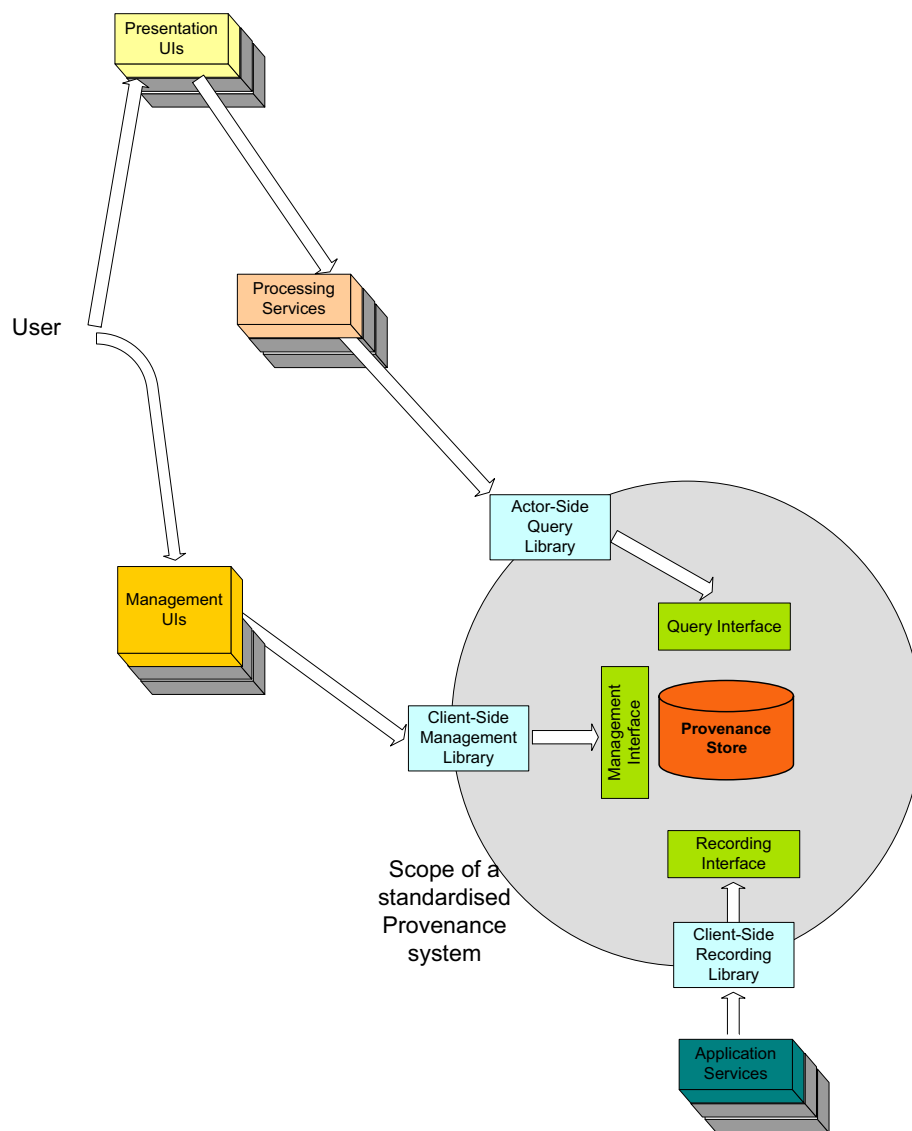 Presentation
UIs
Processing
Services
User
Actor-Side
Query
Library
Management
UIs
Query Interface
Client-Side
Management
Library
Management
Interface
Provenance
Store
Recording
Interface
Scope of a
standardised
Provenance
system
Client-Side
Recording
Library
Application
Services